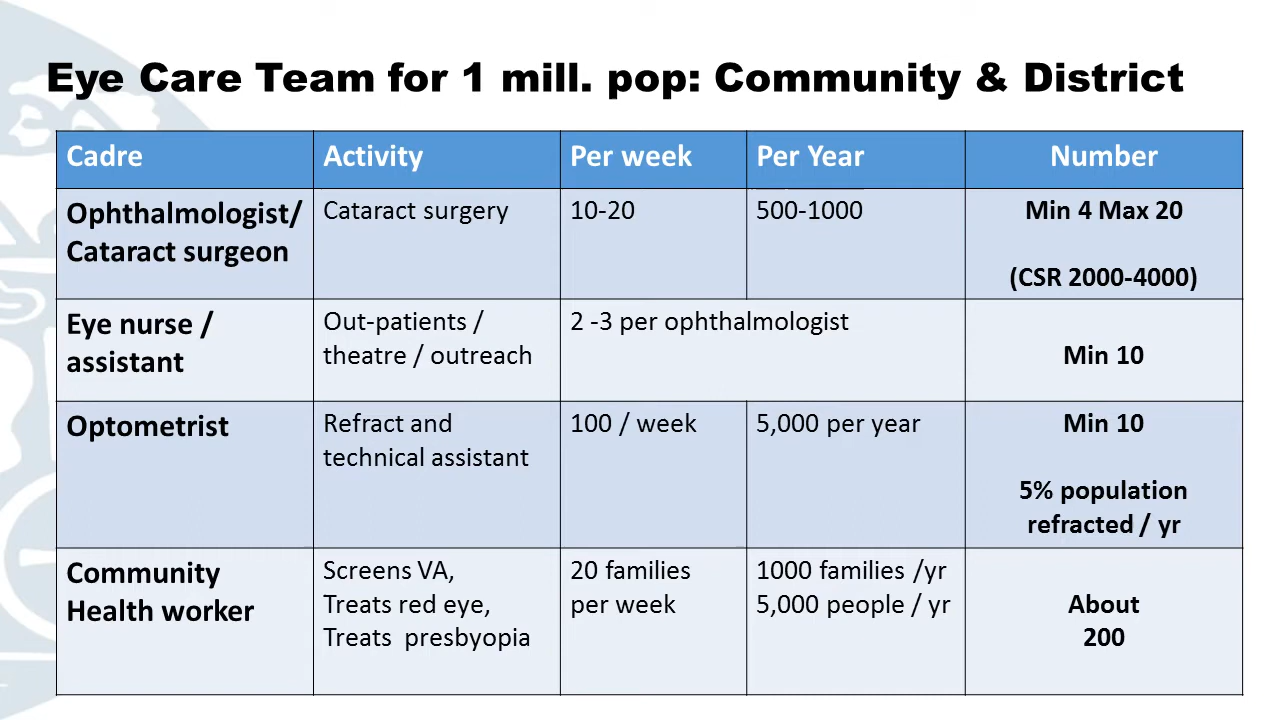 Eye Care Team for 1 mill. pop: Community & District
Cadre Activity Per week Per Year Number
Ophthalmologist/
Cataract surgeon
Cataract surgery
10-20
500-1000
Min 4 Max 20
(CSR 2000-4000)
Eye nurse /
assistant
Out-patients /
theatre / outreach
2 -3 per ophthalmologist
Min 10
Optometrist
Refract and
technical assistant
100 / week
5,000 per year
Min 10
5% population
refracted / yr
Community
Health worker
Screens VA,
Treats red eye,
Treats presbyopia
20 families
per week
1000 families /yr
5,000 people / yr
About
200